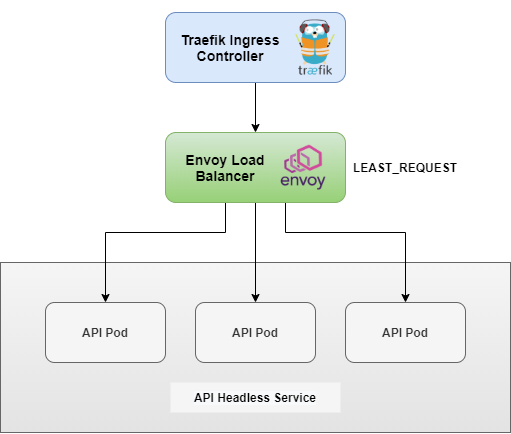 Traefik Ingress
Controller
træfik
Envoy Load
Balancer
envoy
LEAST_REQUEST
API Pod
API Pod
API Pod
API Headless Service